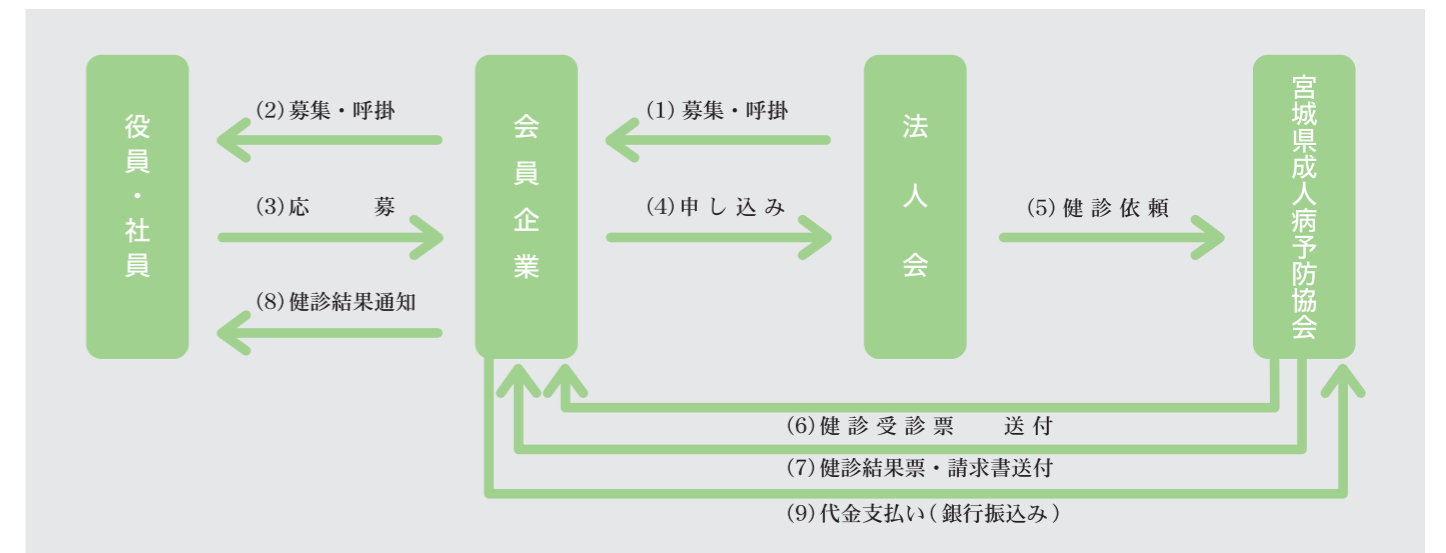 役員・社員
(2)募集・呼掛
(3)応　　募
(8)健診結果通知
会員企業
(1)募集・呼掛
(4)申し込み
法人会
(5)健診依頼
宮城県成人病予防協会
(6)健診受診票　送付
(7)健診結果票・請求書送付
(9)代金支払い(銀行振込み)